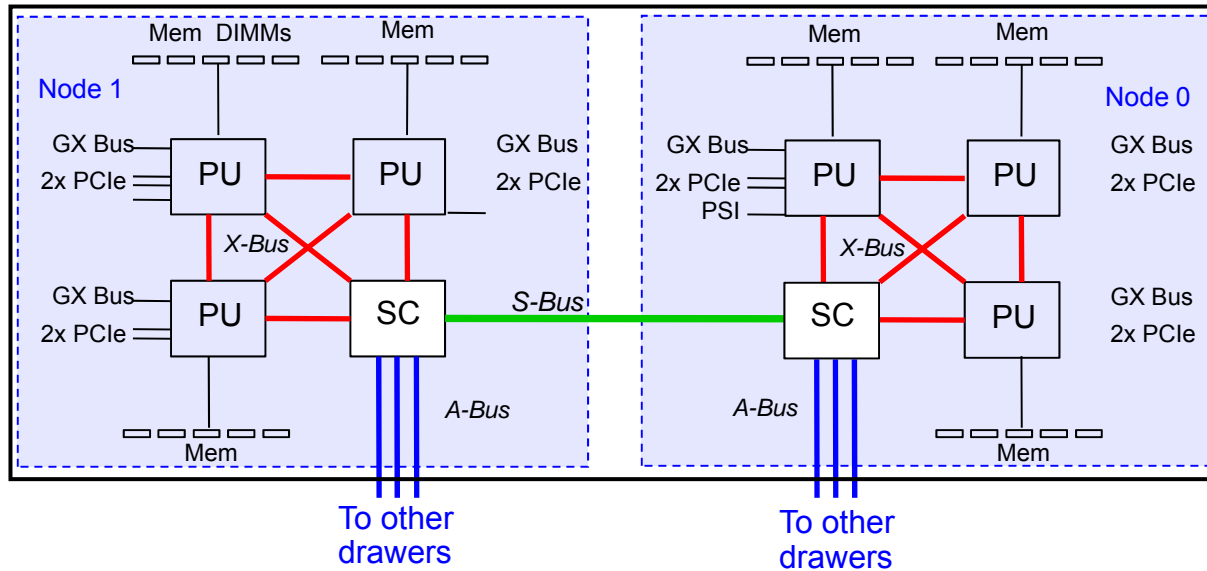 Mem DIMMs
Mem
Node 1
GX Bus
2x PCIe
PU
PU
GX Bus
2x PCIe
X-Bus
GX Bus
2x PCIe
PU
SC
A-Bus
Mem
To other
drawers
S-Bus
Mem
Mem
Node 0
GX Bus
2x PCIe
PSI
PU
PU
GX Bus
2x PCIe
X-Bus
SC
PU
GX Bus
2x PCIe
A-Bus
Mem
To other
drawers